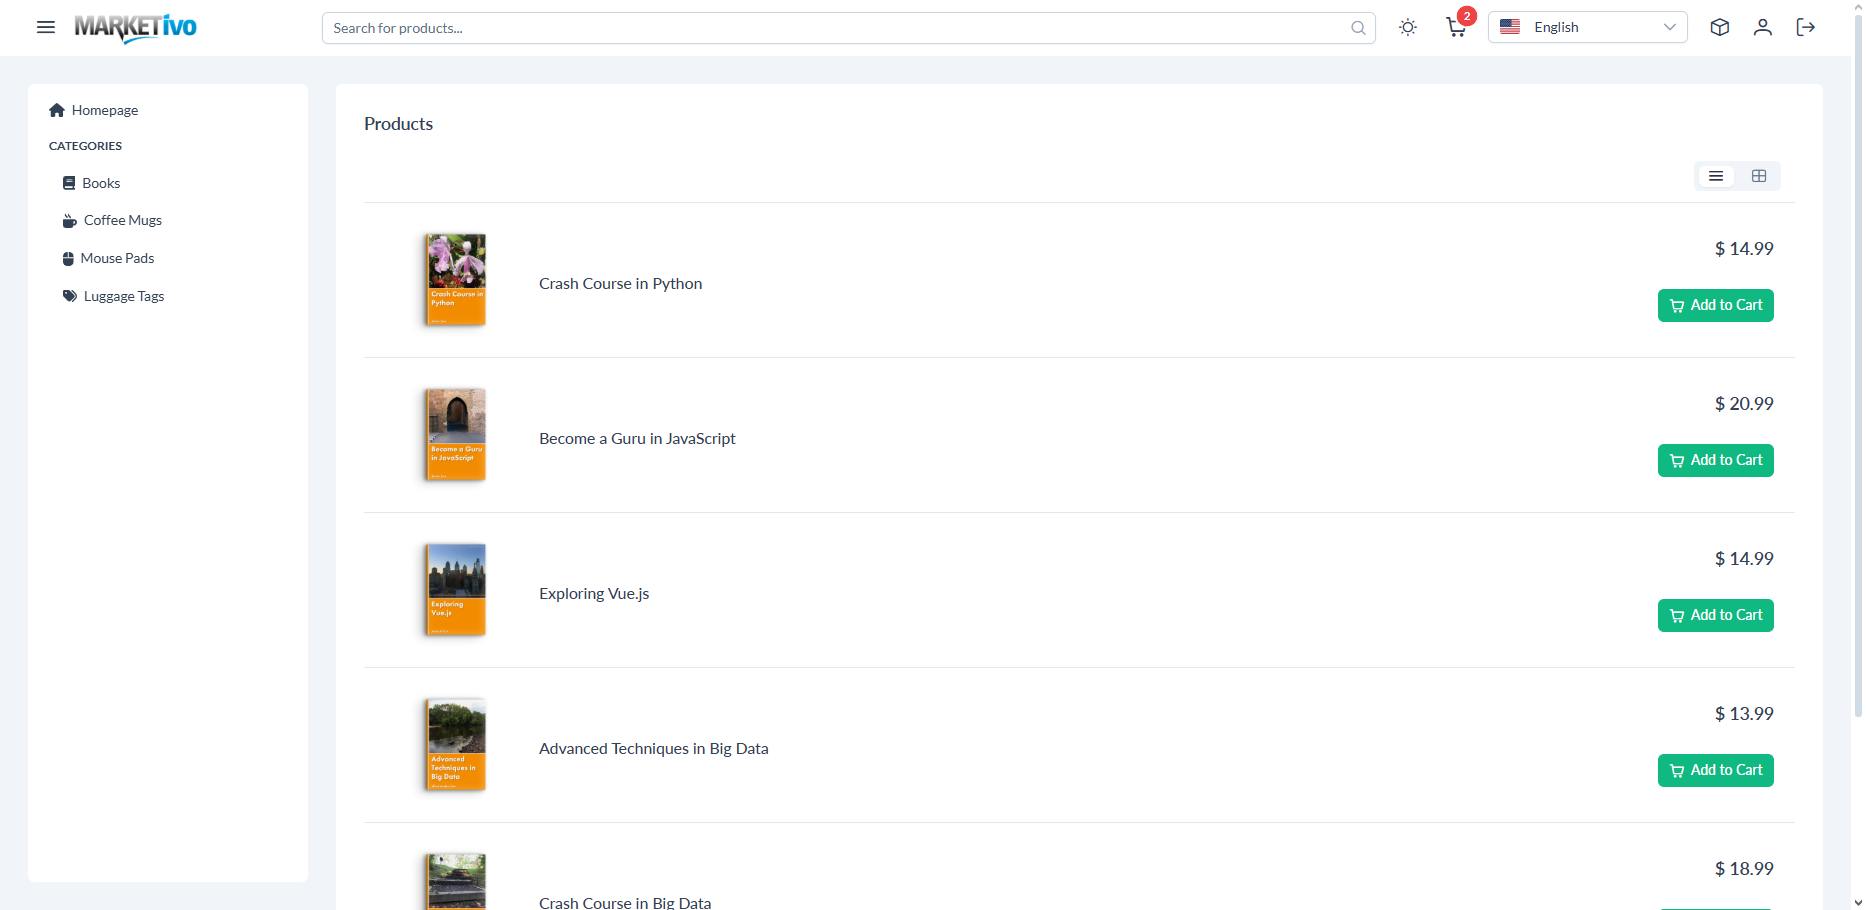 MARKETivo
Search for products...
2
English
Homepage
CATEGORIES
Books
Coffee Mugs
Mouse Pads
Luggage Tags
Products
Crash Course in
Python
Crash Course in Python
$ 14.99
Add to Cart
Become a Guru
in JavaScript
Become a Guru in JavaScript
$ 20.99
Add to Cart
Exploring
Vue.js
Exploring Vue.js
$ 14.99
Add to Cart
Advanced
Techniques in
Big Data
Advanced Techniques in Big Data
$ 13.99
Add to Cart
Crash Course in Big Data
$ 18.99